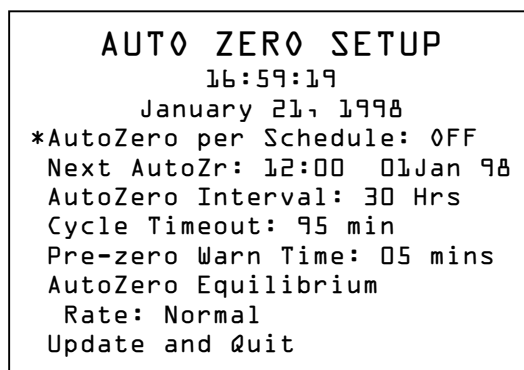 AUTO ZERO SETUP
16:59:19
January 21, 1998
*AutoZero per Schedule: OFF
Next AutoZr: 12:00 01Jan 98
AutoZero Interval: 30 Hrs
Cycle Timeout: 95 min
Pre-zero Warn Time: 05 mins
AutoZero Equilibrium
Rate: Normal
Update and Quit